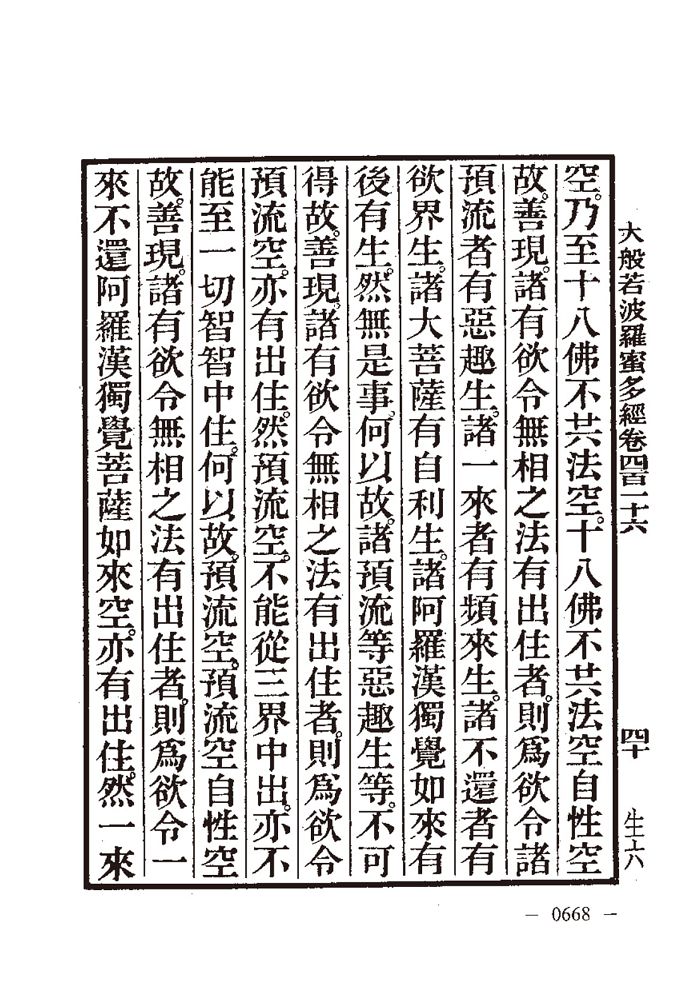 大般若波羅蜜多經卷四百二十六 四十 生六
空。乃至十八佛不共法空。十八佛不共法空自性空
故。善現。諸有欲令無相之法有出住者。則爲欲令諸
預流者有惡趣生。諸一來者有頻來生。諸不還者有
欲界生。諸大菩薩有自利生。諸阿羅漢獨覺如來有
後有生。然無是事。何以故。諸預流等惡趣生等。不可
得故。善現。諸有欲令無相之法有出住者。則爲欲令
預流空。亦有出住。然預流空。不能從三界中出。亦不
能至一切智智中住。何以故。預流空。預流空自性空
故。善現。諸有欲令無相之法有出住者。則爲欲令一
來不還阿羅漢獨覺菩薩如來空。亦有出住。然一來
— 0668 —